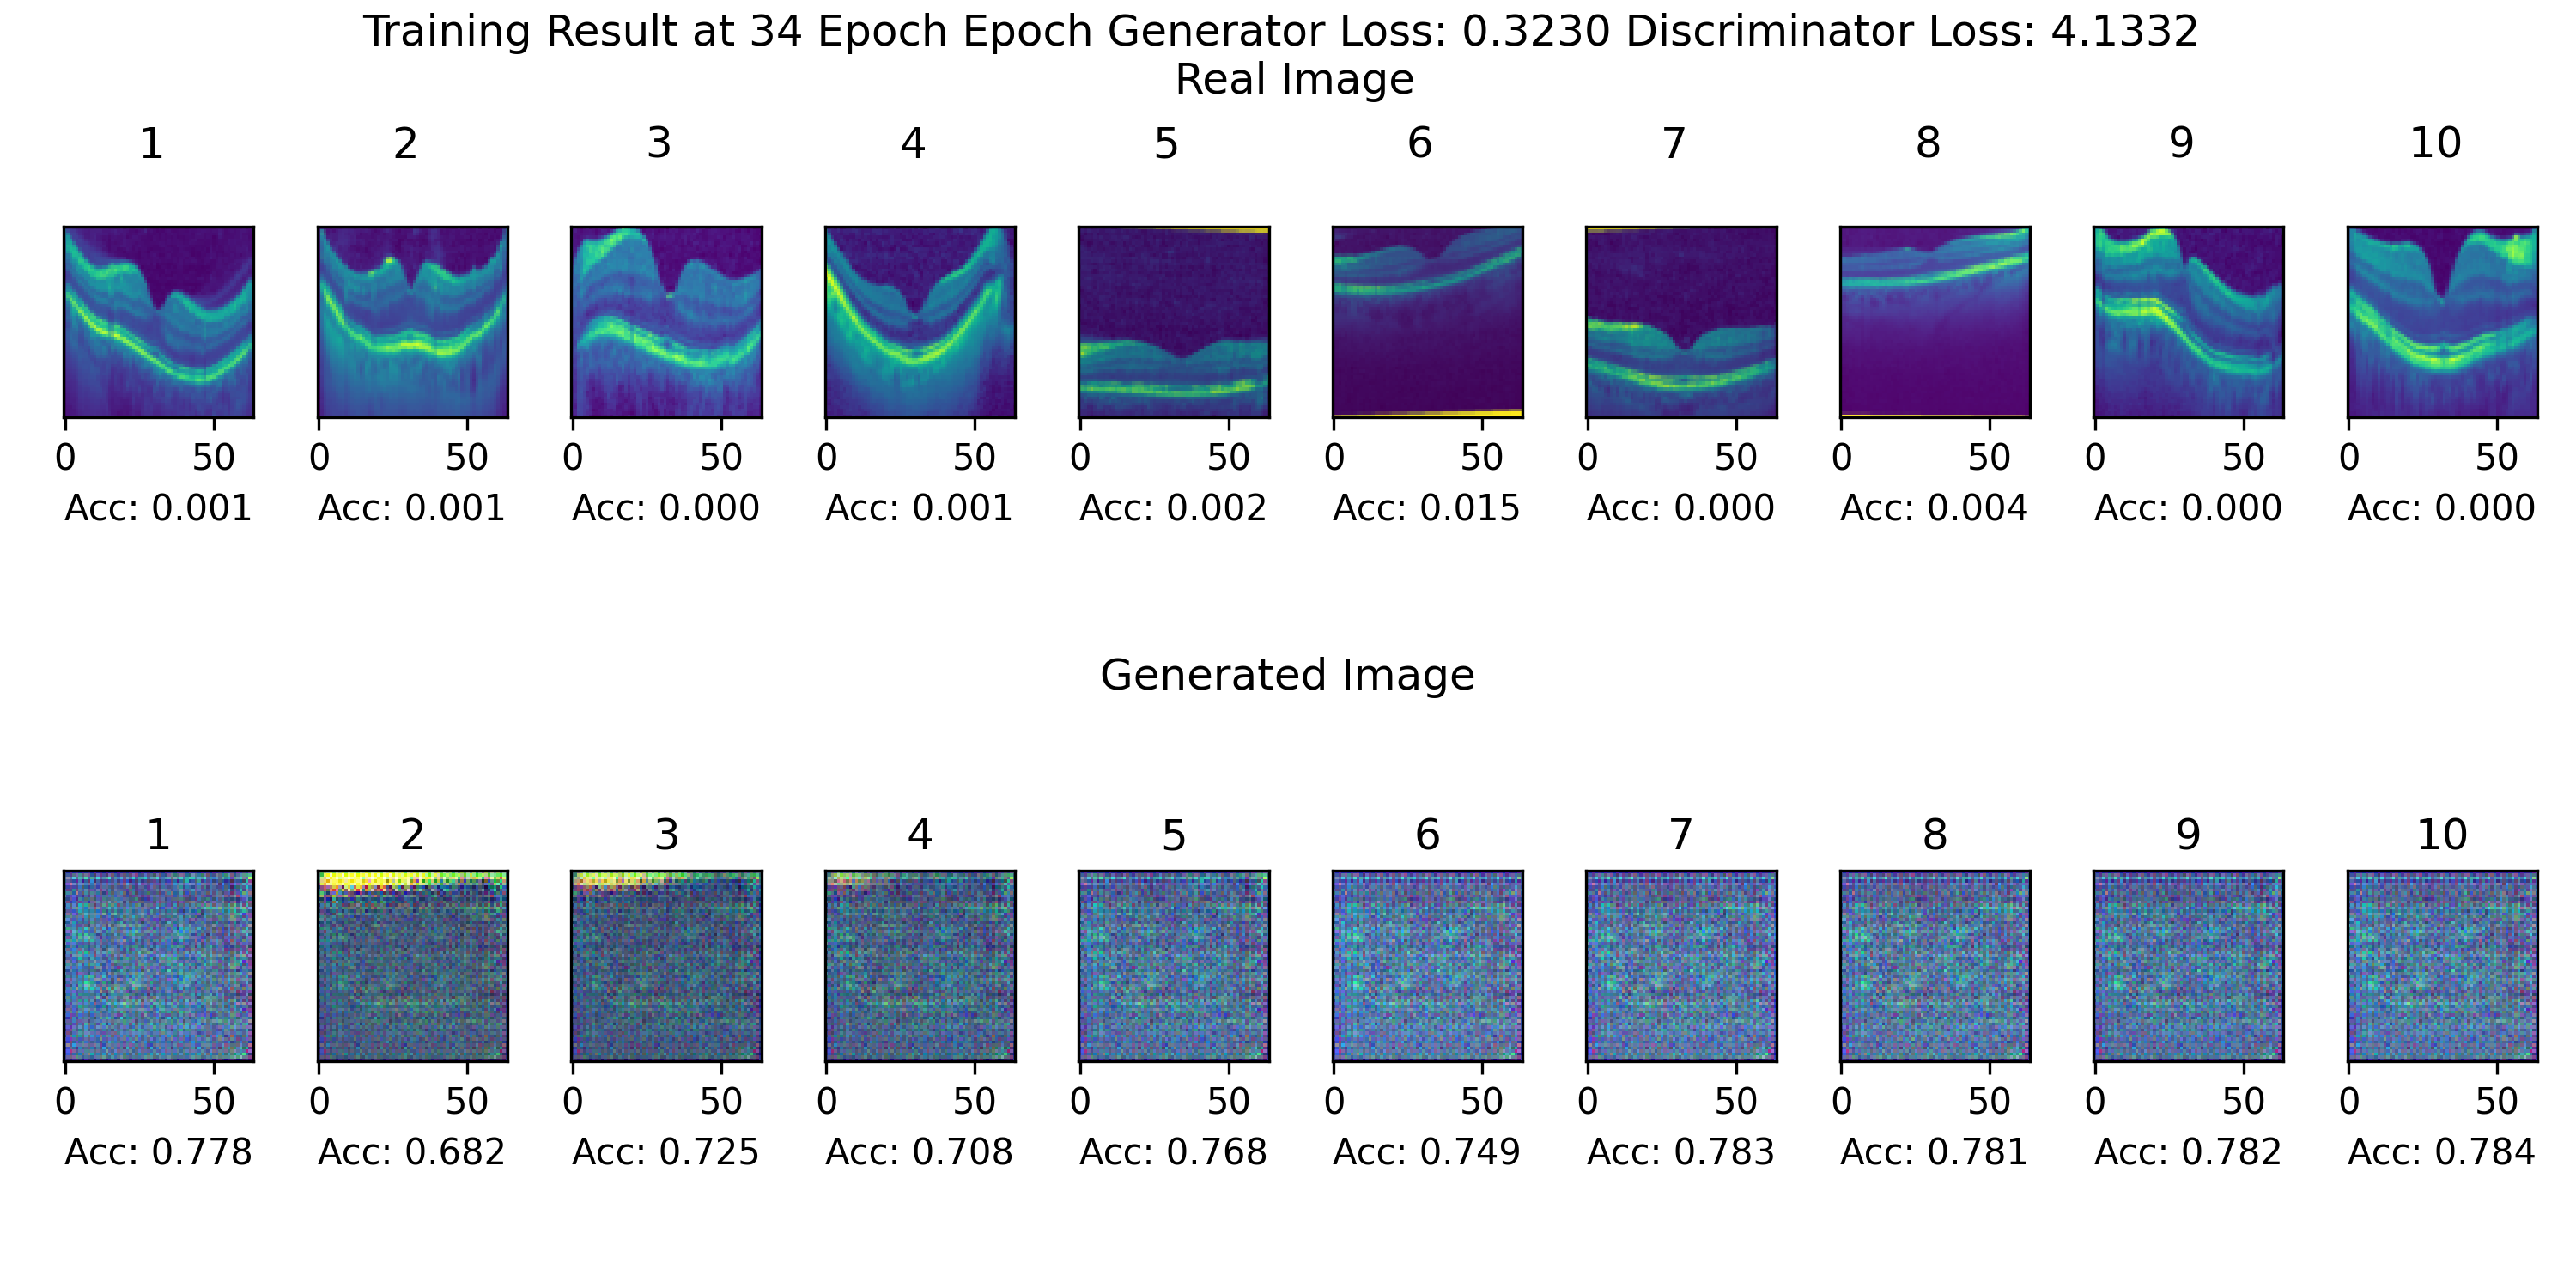 Training Result at 34 Epoch Epoch Generator Loss: 0.3230 Discriminator Loss: 4.1332
Real Image
1 2 3 4 5 6 7 8 9 10
0 50 0 50 0 50 0 50 0 50 0 50 0 50 0 50 0 50 0 50
Acc: 0.001 Acc: 0.001 Acc: 0.000 Acc: 0.001 Acc: 0.002 Acc: 0.015 Acc: 0.000 Acc: 0.004 Acc: 0.000 Acc: 0.000
Generated Image
1 2 3 4 5 6 7 8 9 10
0 50 0 50 0 50 0 50 0 50 0 50 0 50 0 50 0 50 0 50
Acc: 0.778 Acc: 0.682 Acc: 0.725 Acc: 0.708 Acc: 0.768 Acc: 0.749 Acc: 0.783 Acc: 0.781 Acc: 0.782 Acc: 0.784